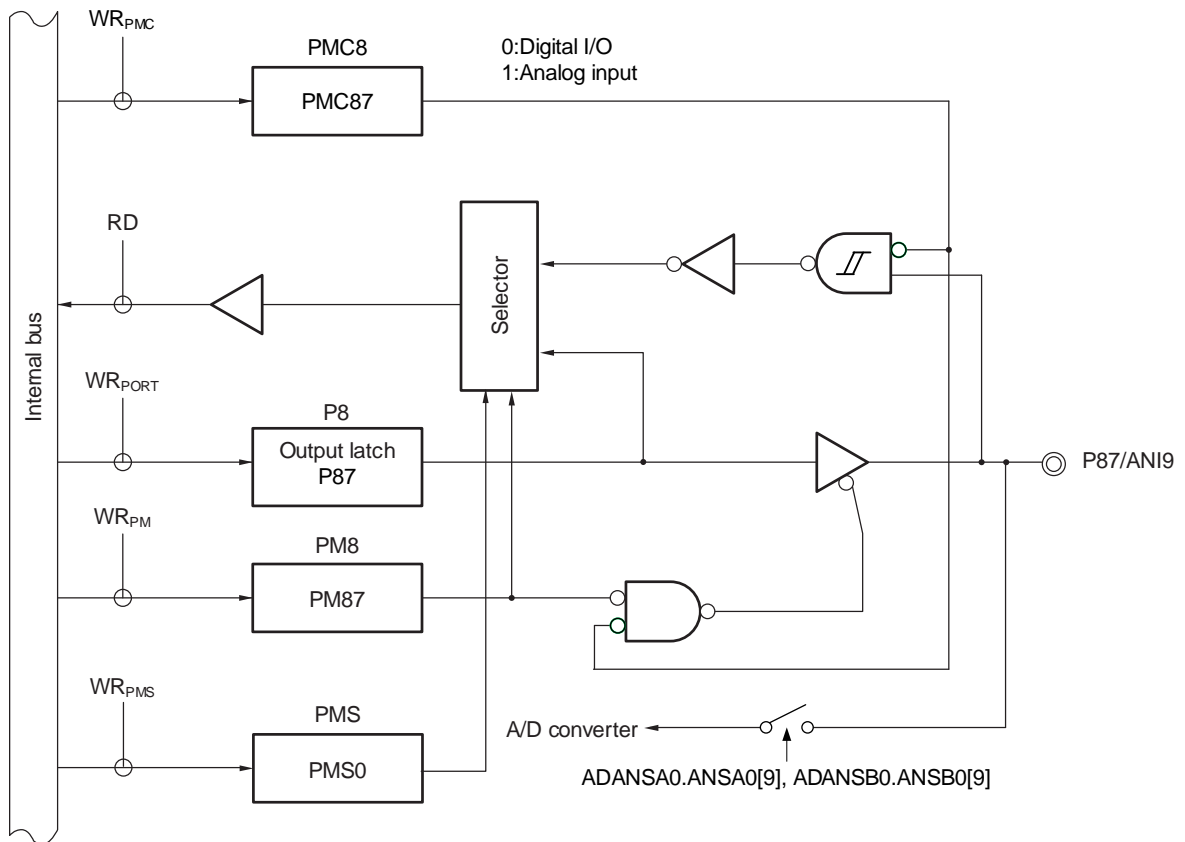 WRPMC
PMC8
0:Digital I/O
1:Analog input
PMC87
RD
Selector
Internal bus
WRPORT
P8
Output latch
P87
P87/ANI9
WRPM
PM8
PM87
WRPMS
PMS
PMS0
A/D converter
ADANSA0.ANSA0[9], ADANSB0.ANSB0[9]